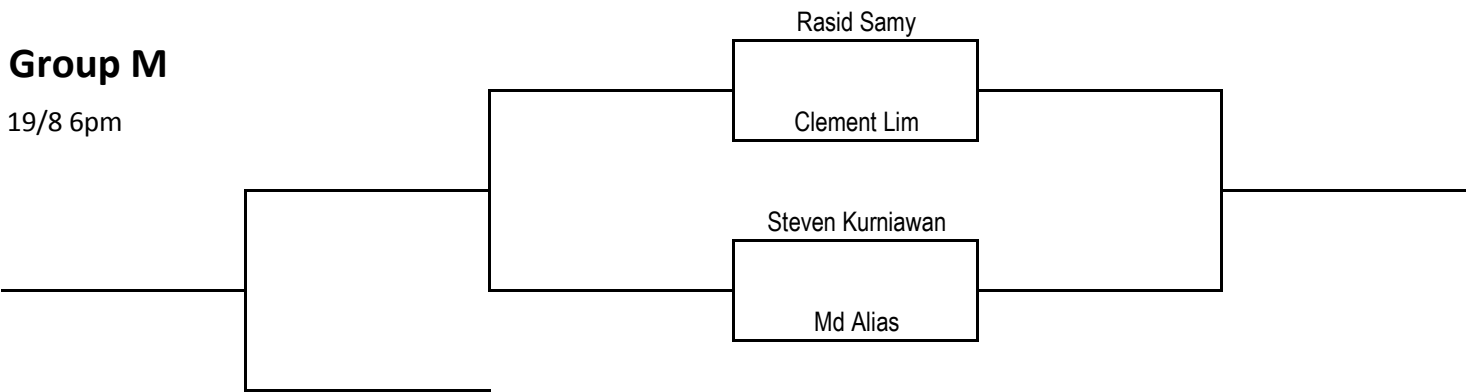 Group M
19/8 6pm
Rasid Samy
Clement Lim
Steven Kurniawan
Md Alias